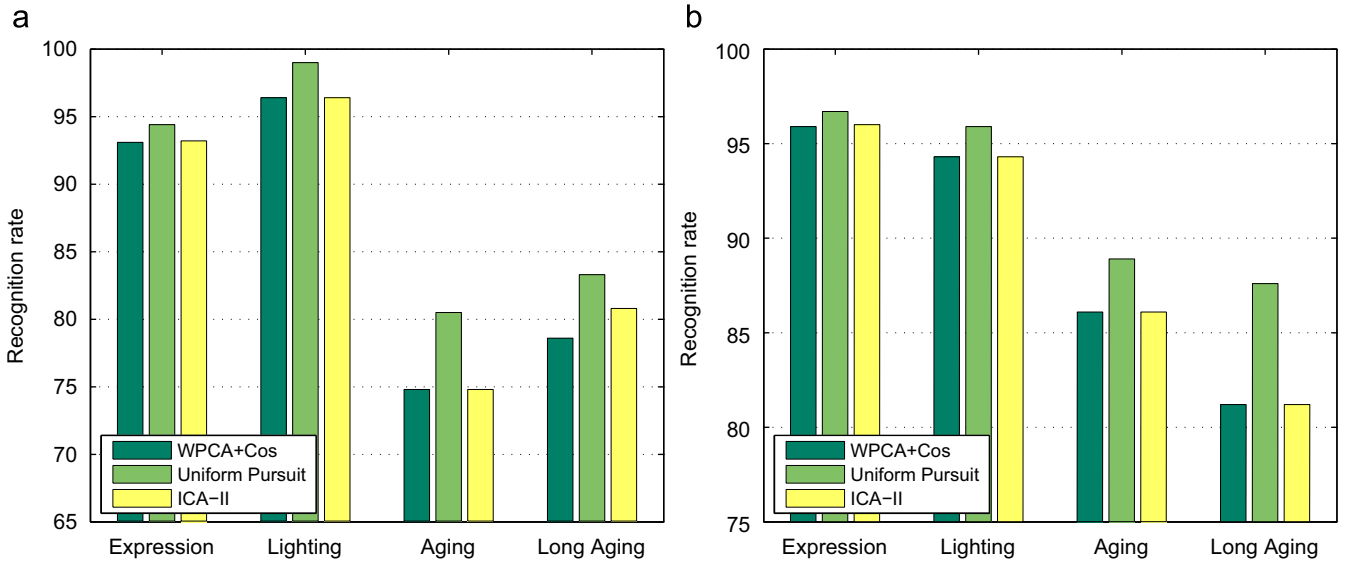 a
100
95
90
85
80
75
70
65
Recognition rate
WPCA+Cos
Uniform Pursuit
ICA−II
Expression Lighting Aging Long Aging
b
100
95
90
85
80
75
Recognition rate
WPCA+Cos
Uniform Pursuit
ICA−II
Expression Lighting Aging Long Aging